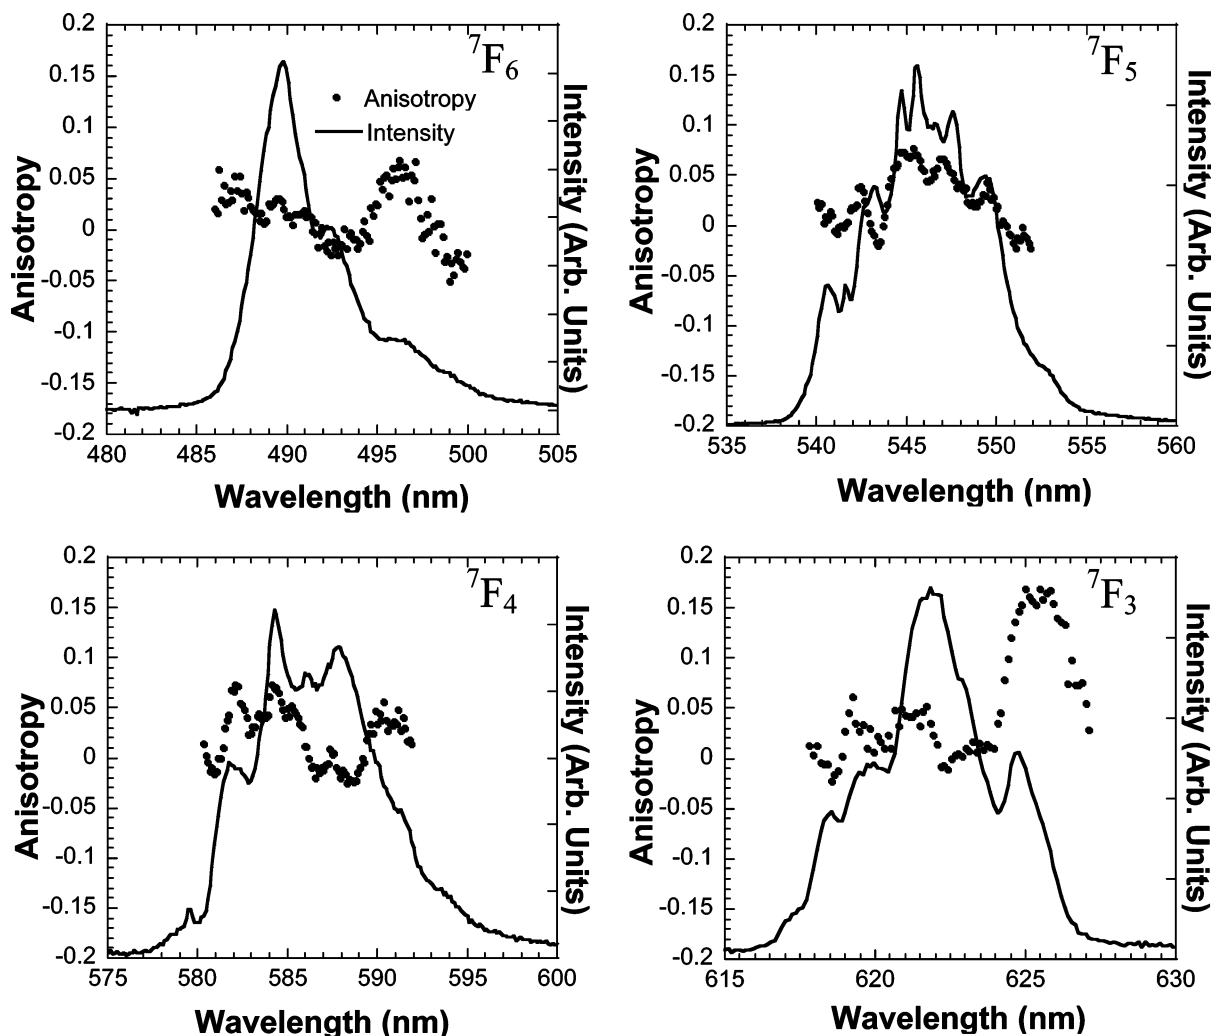 ⁷F₆
Anisotropy
Intensity
0.2
0.15
0.1
0.05
0
-0.05
-0.1
-0.15
-0.2
480 485 490 495 500 505
Anisotropy
Intensity (Arb. Units)
Wavelength (nm)
⁷F₅
0.2
0.15
0.1
0.05
0
-0.05
-0.1
-0.15
-0.2
535 540 545 550 555 560
Anisotropy
Intensity (Arb. Units)
Wavelength (nm)
⁷F₄
0.2
0.15
0.1
0.05
0
-0.05
-0.1
-0.15
-0.2
575 580 585 590 595 600
Anisotropy
Intensity (Arb. Units)
Wavelength (nm)
⁷F₃
0.2
0.15
0.1
0.05
0
-0.05
-0.1
-0.15
-0.2
615 620 625 630
Anisotropy
Intensity (Arb. Units)
Wavelength (nm)